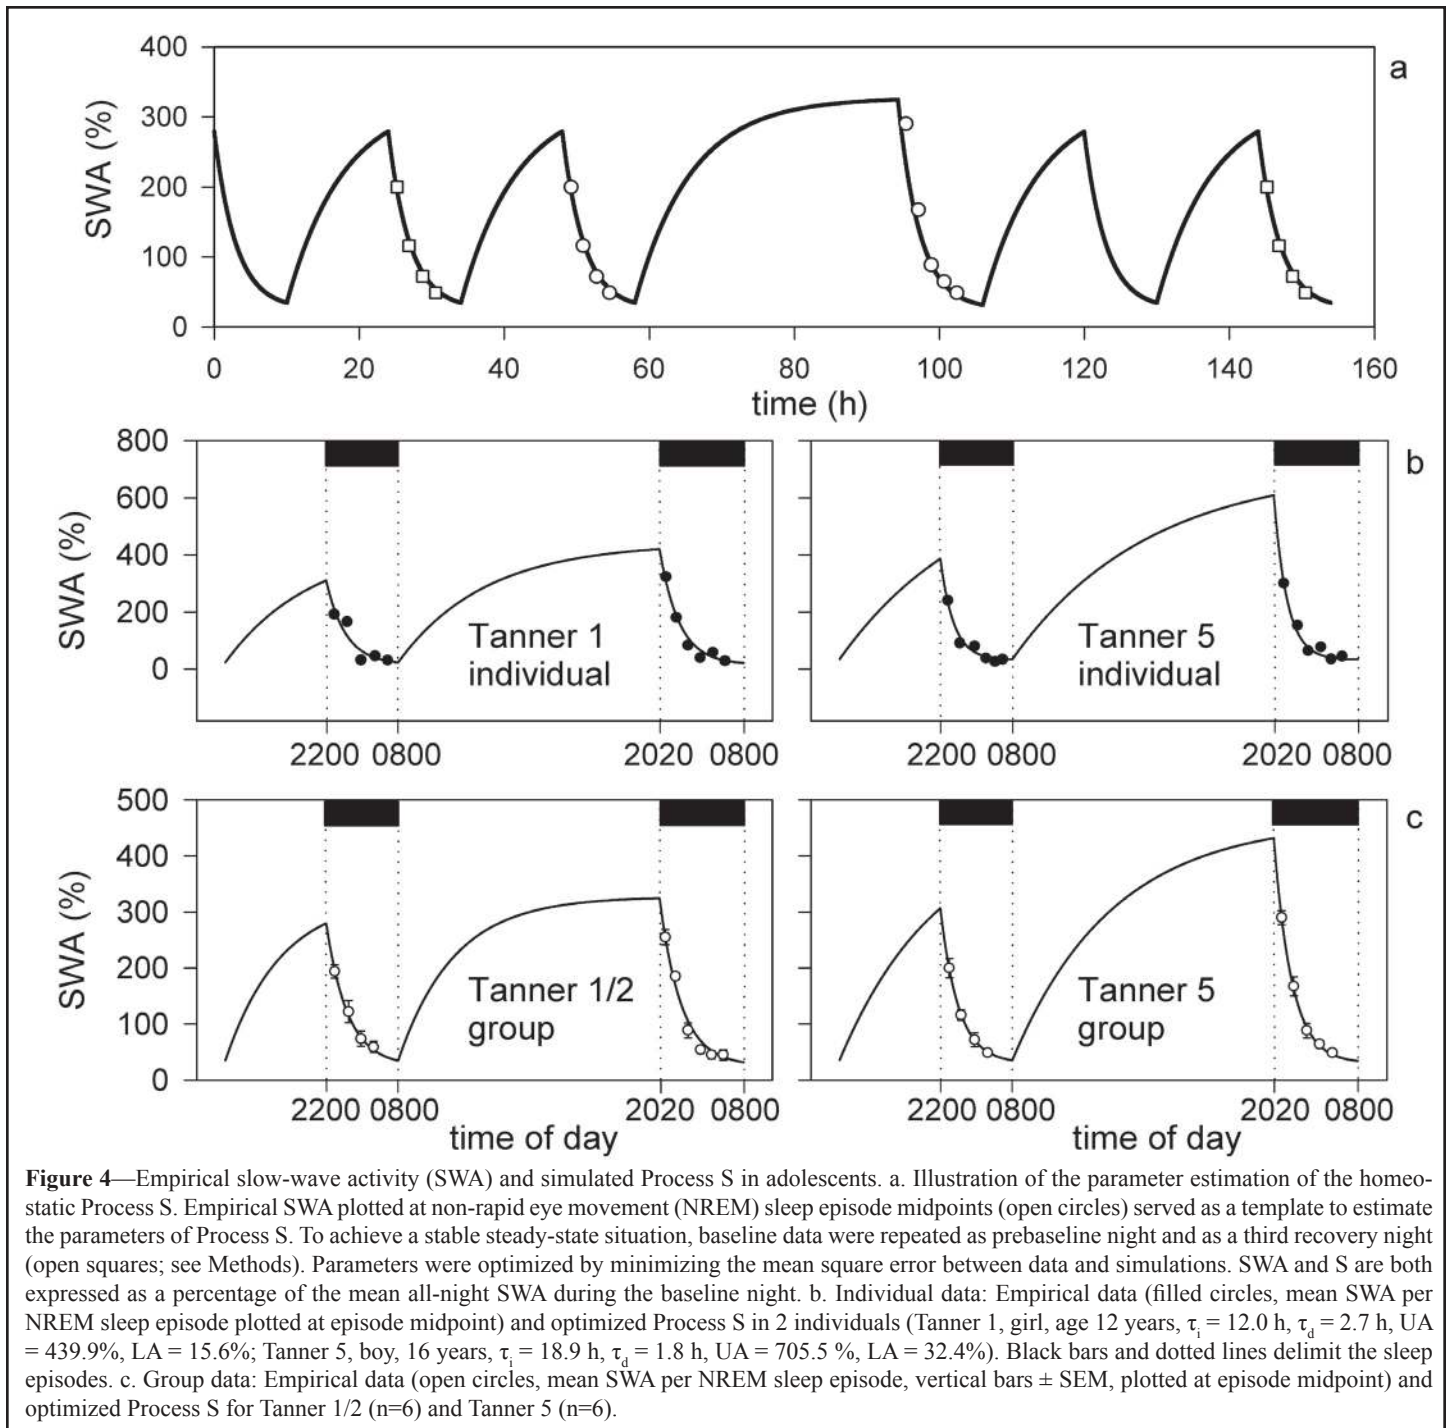 400
a
300
200
100
0
SWA (%)
0 20 40 60 80 100 120 140 160
time (h)
800
b
600
400
200
0
SWA (%)
Tanner 1
individual
Tanner 5
individual
2200 0800 2020 0800 2200 0800 2020 0800
500
c
400
300
200
100
0
SWA (%)
Tanner 1/2
group
Tanner 5
group
2200 0800 2020 0800 2200 0800 2020 0800
time of day time of day
Figure 4—Empirical slow-wave activity (SWA) and simulated Process S in adolescents. a. Illustration of the parameter estimation of the homeo-
static Process S. Empirical SWA plotted at non-rapid eye movement (NREM) sleep episode midpoints (open circles) served as a template to estimate
the parameters of Process S. To achieve a stable steady-state situation, baseline data were repeated as prebaseline night and as a third recovery night
(open squares; see Methods). Parameters were optimized by minimizing the mean square error between data and simulations. SWA and S are both
expressed as a percentage of the mean all-night SWA during the baseline night. b. Individual data: Empirical data (filled circles, mean SWA per
NREM sleep episode plotted at episode midpoint) and optimized Process S in 2 individuals (Tanner 1, girl, age 12 years, τi = 12.0 h, τd = 2.7 h, UA
= 439.9%, LA = 15.6%; Tanner 5, boy, 16 years, τi = 18.9 h, τd = 1.8 h, UA = 705.5 %, LA = 32.4%). Black bars and dotted lines delimit the sleep
episodes. c. Group data: Empirical data (open circles, mean SWA per NREM sleep episode, vertical bars ± SEM, plotted at episode midpoint) and
optimized Process S for Tanner 1/2 (n=6) and Tanner 5 (n=6).